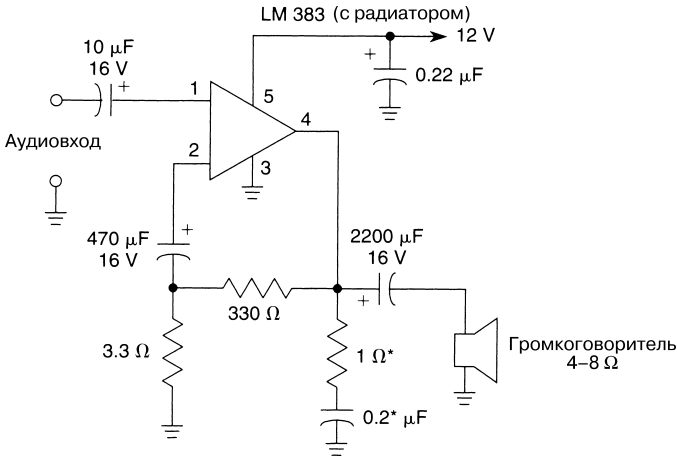 LM 383 (с радиатором)
12 V
10 μF
16 V
+
+
0.22 μF
1
5
4
Аудиовход
2
3
470 μF
16 V
+
2200 μF
16 V
+
330 Ω
3.3 Ω
1 Ω*
Громкоговоритель
4–8 Ω
0.2* μF